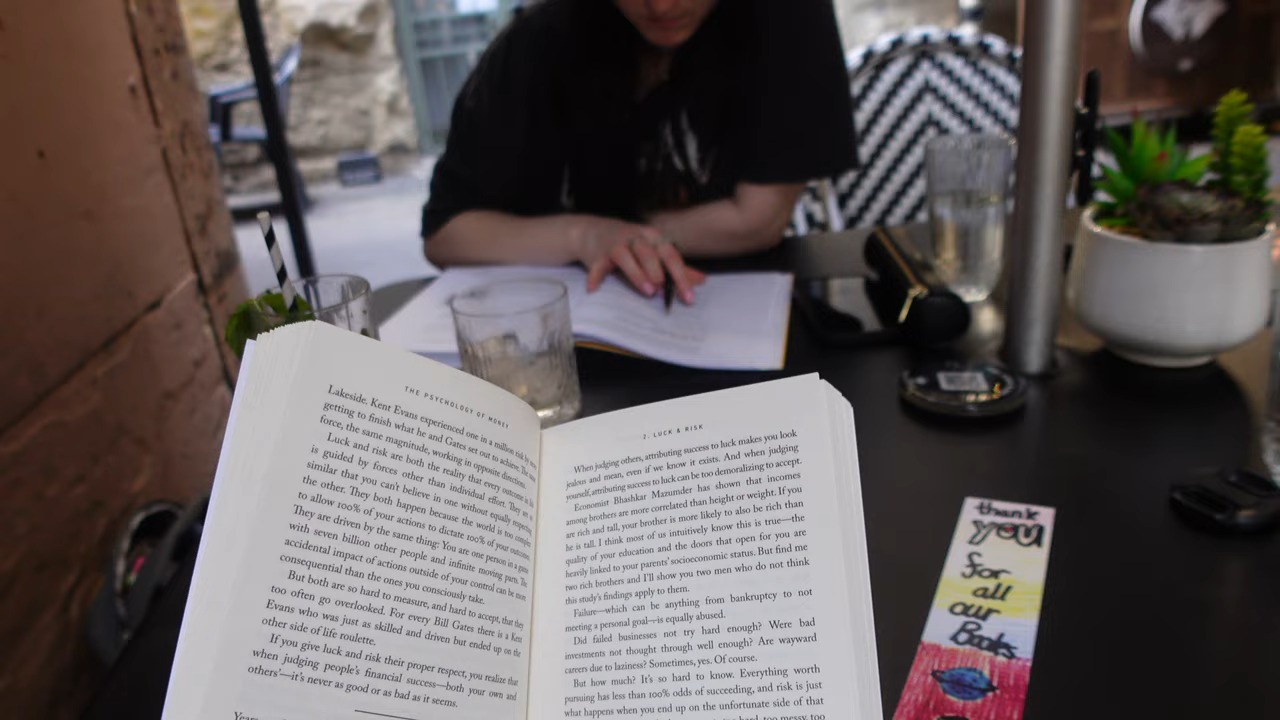 THE PSYCHOLOGY OF MONEY
Lakeside. Kent Evans experienced one in a million risk by
getting to finish what he and Gates set out to achieve. The
force, the same magnitude, working in opposite directions.
Luck and risk are both the reality that every outcome in
is guided by forces other than individual effort. They are
similar that you can't believe in one without equally respecting
the other. They both happen because the world is too complex
to allow 100% of your actions to dictate 100% of your outcomes.
They are driven by the same thing: You are one person in a game
with seven billion other people and infinite moving parts. The
accidental impact of actions outside of your control can be more
consequential than the ones you consciously take.
But both are so hard to measure, and hard to accept, that they
too often go overlooked. For every Bill Gates there is a Kent
Evans who was just as skilled and driven but ended up on the
other side of life roulette.
If you give luck and risk their proper respect, you realize that
when judging people's financial success—both your own and
others'—it's never as good or as bad as it seems.
2. LUCK & RISK
When judging others, attributing success to luck makes you look
jealous and mean, even if we know it exists. And when judging
yourself, attributing success to luck can be too demoralizing to accept.
Economist Bhashkar Mazumder has shown that incomes
among brothers are more correlated than height or weight. If you
are rich and tall, your brother is more likely to also be rich than
he is tall. I think most of us intuitively know this is true—the
quality of your education and the doors that open for you are
heavily linked to your parents' socioeconomic status. But find me
two rich brothers and I'll show you two men who do not think
this study's findings apply to them.
Failure—which can be anything from bankruptcy to not
meeting a personal goal—is equally abused.
Did failed businesses not try hard enough? Were bad
investments not thought through well enough? Are wayward
careers due to laziness? Sometimes, yes. Of course.
But how much? It's so hard to know. Everything worth
pursuing has less than 100% odds of succeeding, and risk is just
what happens when you end up on the unfortunate side of that
hard, too messy, too
thank
you
for
all
our
Books